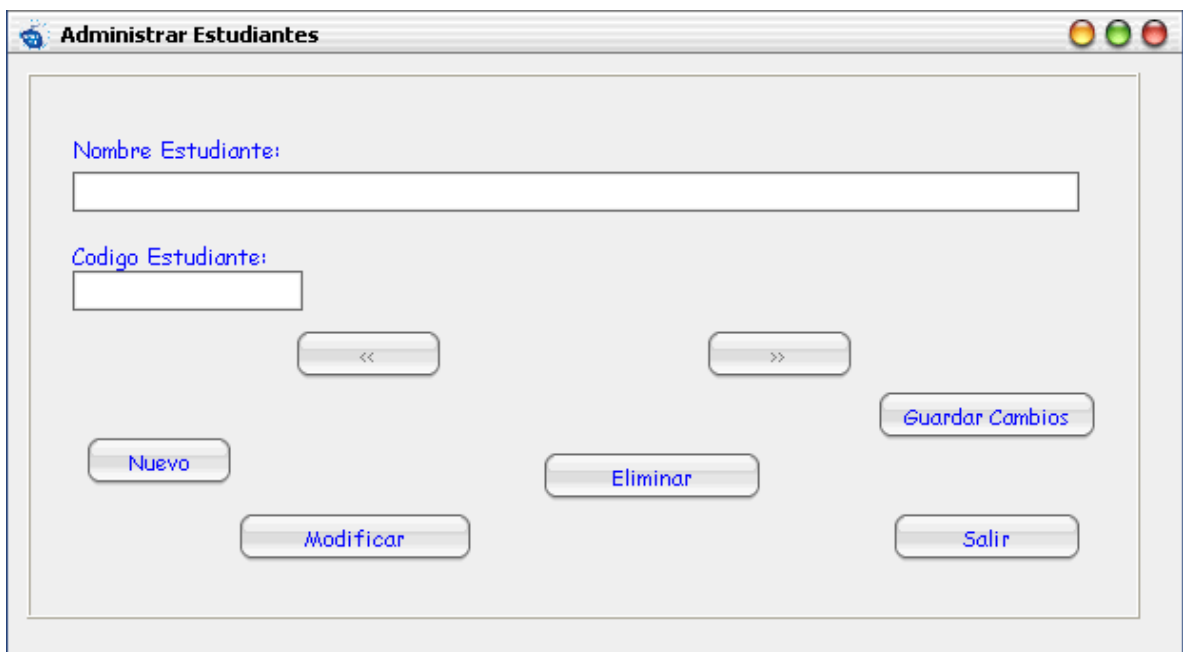 Administrar Estudiantes
Nombre Estudiante:
Codigo Estudiante:
<<
>>
Guardar Cambios
Nuevo
Eliminar
Modificar
Salir